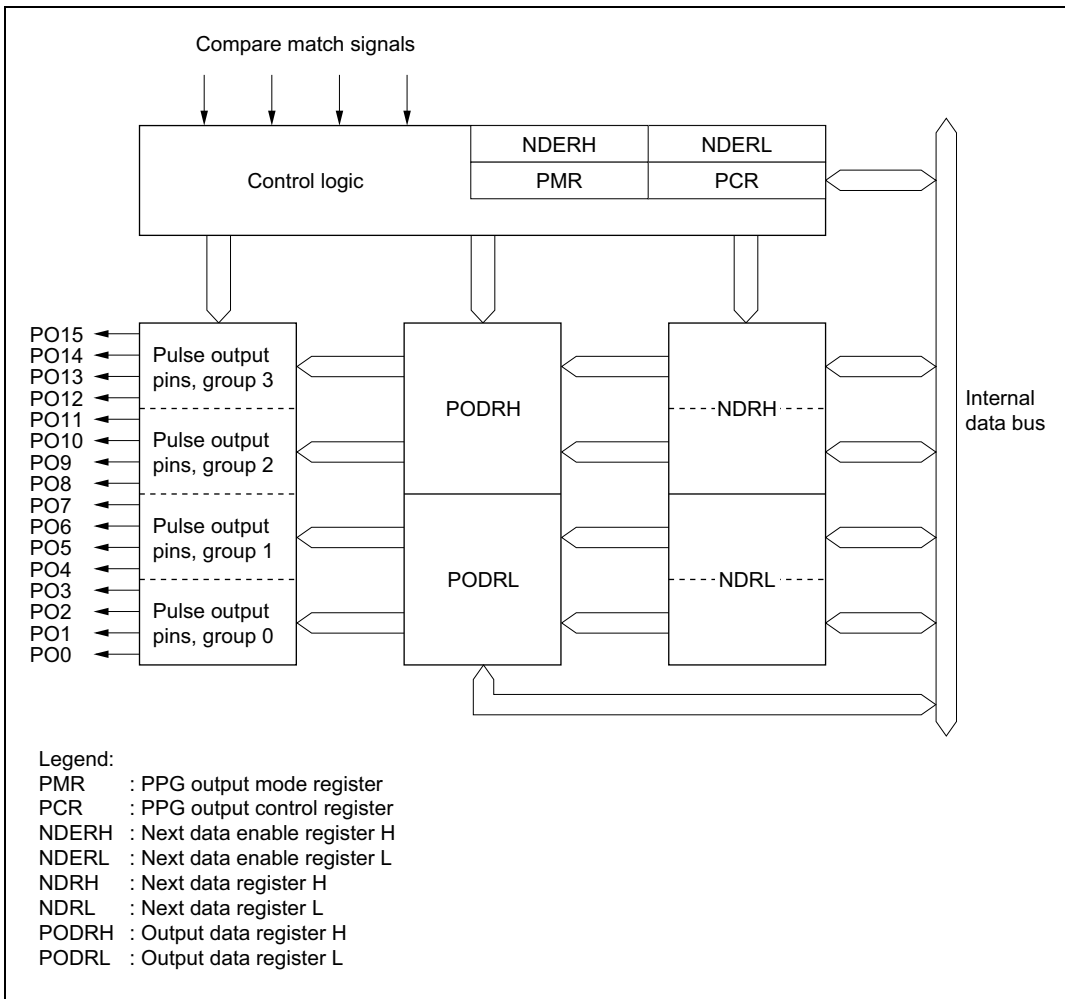 Compare match signals
Control logic
NDERH NDERL
PMR PCR
PO15
PO14
PO13
PO12
PO11
PO10
PO9
PO8
PO7
PO6
PO5
PO4
PO3
PO2
PO1
PO0
Pulse output
pins, group 3
Pulse output
pins, group 2
Pulse output
pins, group 1
Pulse output
pins, group 0
PODRH
PODRL
NDRH
NDRL
Internal
data bus
Legend:
PMR : PPG output mode register
PCR : PPG output control register
NDERH : Next data enable register H
NDERL : Next data enable register L
NDRH : Next data register H
NDRL : Next data register L
PODRH : Output data register H
PODRL : Output data register L